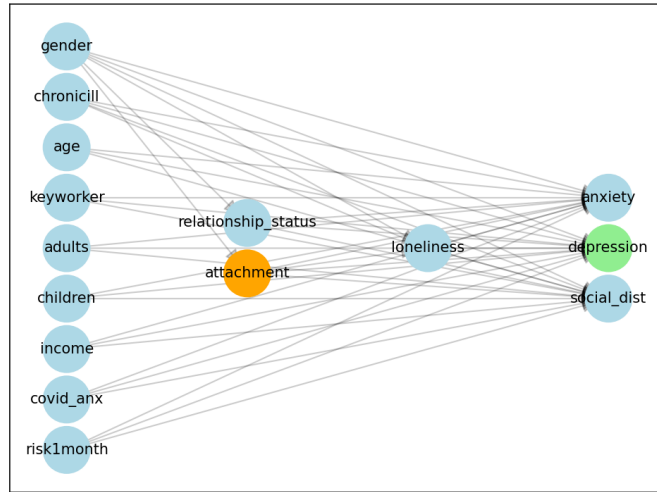 gender
chronicill
age
keyworker
adults
children
income
covid_anx
risk1month
relationship_status
attachment
loneliness
anxiety
depression
social_dist